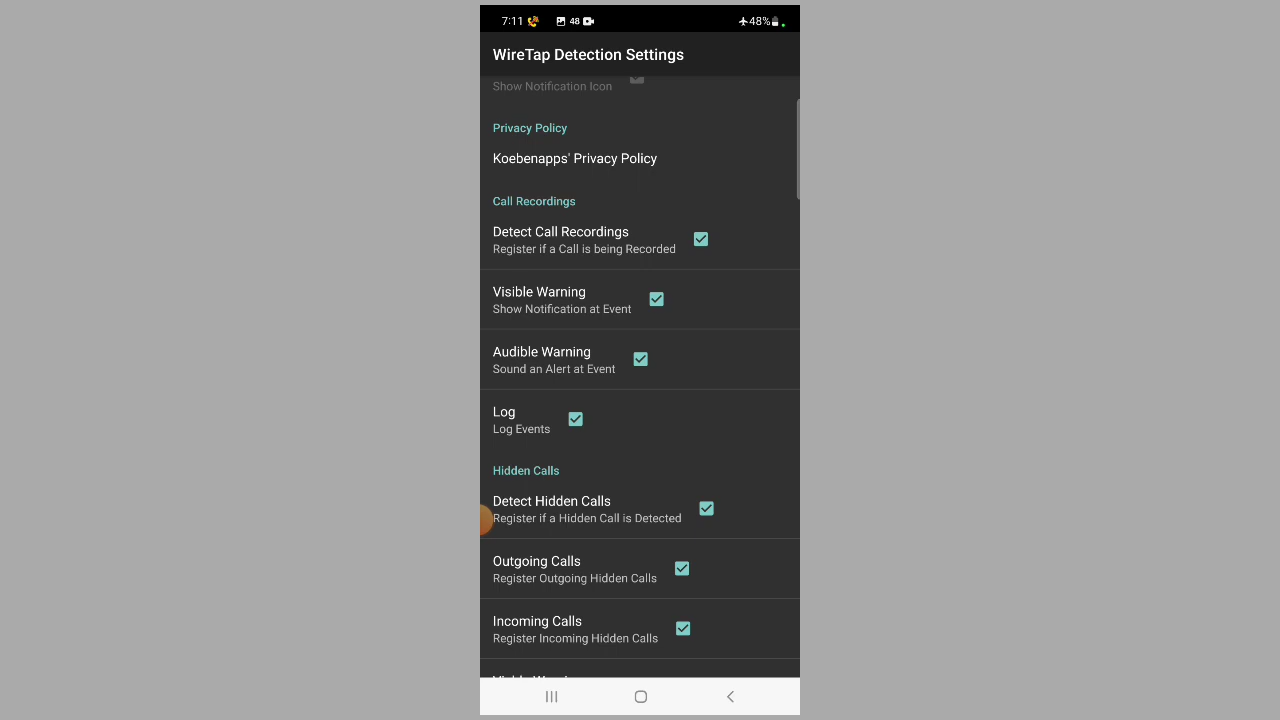 7:11 48 48%
WireTap Detection Settings
Show Notification Icon
Privacy Policy
Koebenapps' Privacy Policy
Call Recordings
Detect Call Recordings
Register if a Call is being Recorded
Visible Warning
Show Notification at Event
Audible Warning
Sound an Alert at Event
Log
Log Events
Hidden Calls
Detect Hidden Calls
Register if a Hidden Call is Detected
Outgoing Calls
Register Outgoing Hidden Calls
Incoming Calls
Register Incoming Hidden Calls